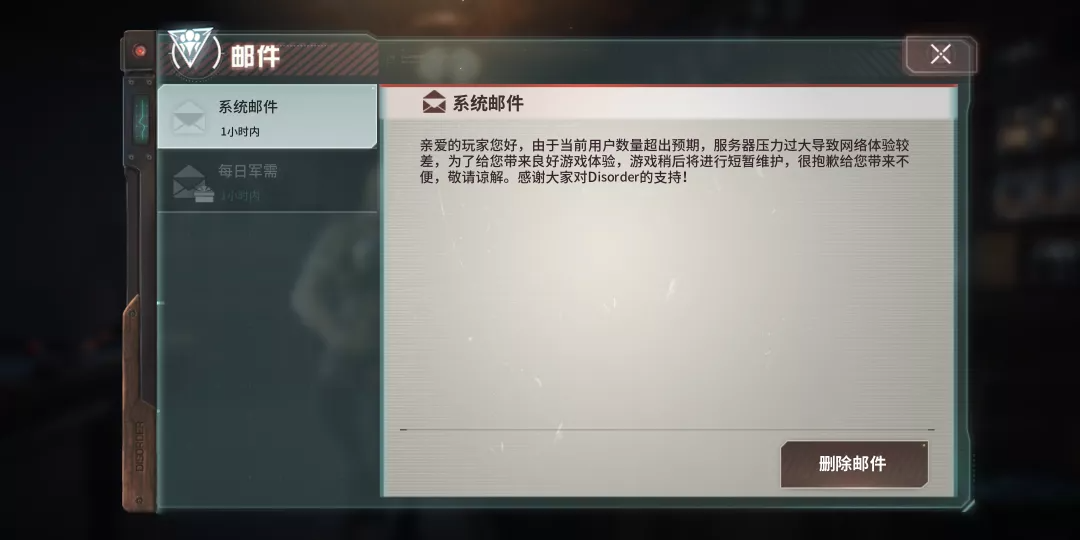 邮件
系统邮件
1小时内
每日军需
1小时内
系统邮件
亲爱的玩家您好，由于当前用户数量超出预期，服务器压力过大导致网络体验较
差，为了给您带来良好游戏体验，游戏稍后将进行短暂维护，很抱歉给您带来不
便，敬请谅解。感谢大家对Disorder的支持！
删除邮件
DISORDER